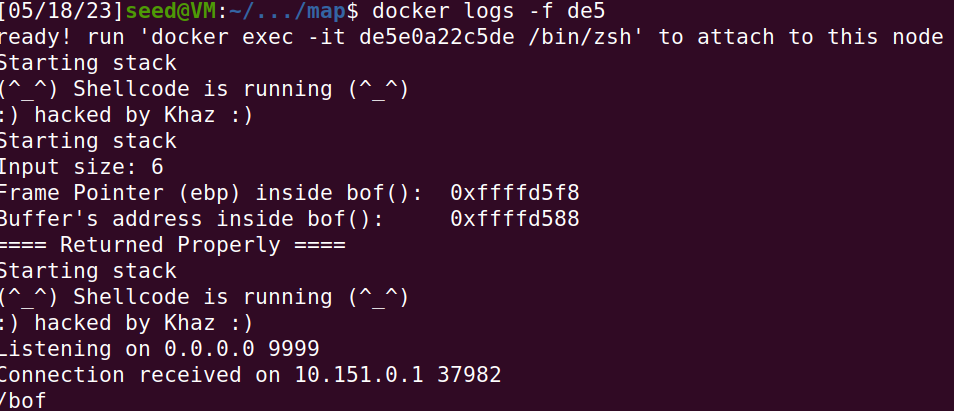 [05/18/23]seed@VM:~/.../map$ docker logs -f de5
ready! run 'docker exec -it de5e0a22c5de /bin/zsh' to attach to this node
Starting stack
(^_^) Shellcode is running (^_^)
:) hacked by Khaz :)
Starting stack
Input size: 6
Frame Pointer (ebp) inside bof():  0xffffd5f8
Buffer's address inside bof():     0xffffd588
==== Returned Properly ====
Starting stack
(^_^) Shellcode is running (^_^)
:) hacked by Khaz :)
Listening on 0.0.0.0 9999
Connection received on 10.151.0.1 37982
/bof